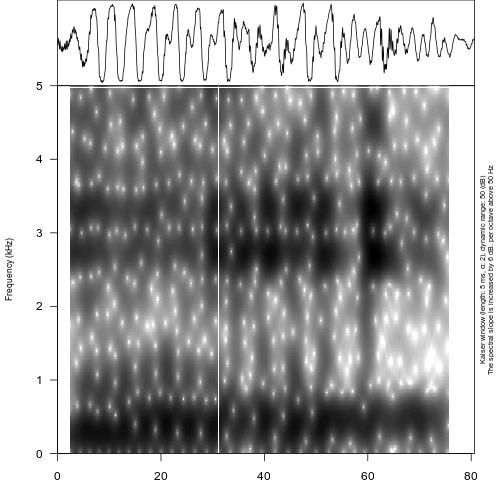 5
4
3
2
1
0
Frequency (kHz)
0 20 40 60 80
Kaiser window (length: 5 ms, α: 2), dynamic range: 50 (dB)
The spectral slope is increased by 6 dB. per octave above 50 Hz